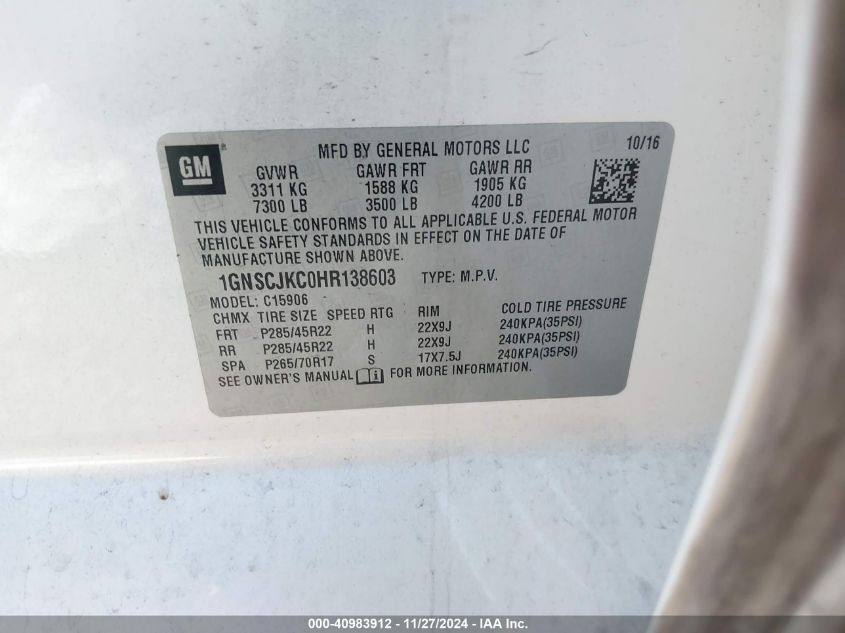 GM
MFD BY GENERAL MOTORS LLC 10/16
GVWR GAWR FRT GAWR RR
3311 KG 1588 KG 1905 KG
7300 LB 3500 LB 4200 LB
THIS VEHICLE CONFORMS TO ALL APPLICABLE U.S. FEDERAL MOTOR
VEHICLE SAFETY STANDARDS IN EFFECT ON THE DATE OF
MANUFACTURE SHOWN ABOVE.
1GNSCJKC0HR138603 TYPE: M.P.V.
MODEL: C15906
CHMX TIRE SIZE SPEED RTG RIM COLD TIRE PRESSURE
FRT P285/45R22 H 22X9J 240KPA(35PSI)
RR P285/45R22 H 22X9J 240KPA(35PSI)
SPA P265/70R17 S 17X7.5J 240KPA(35PSI)
SEE OWNER'S MANUAL i FOR MORE INFORMATION.
000-40983912 - 11/27/2024 - IAA Inc.